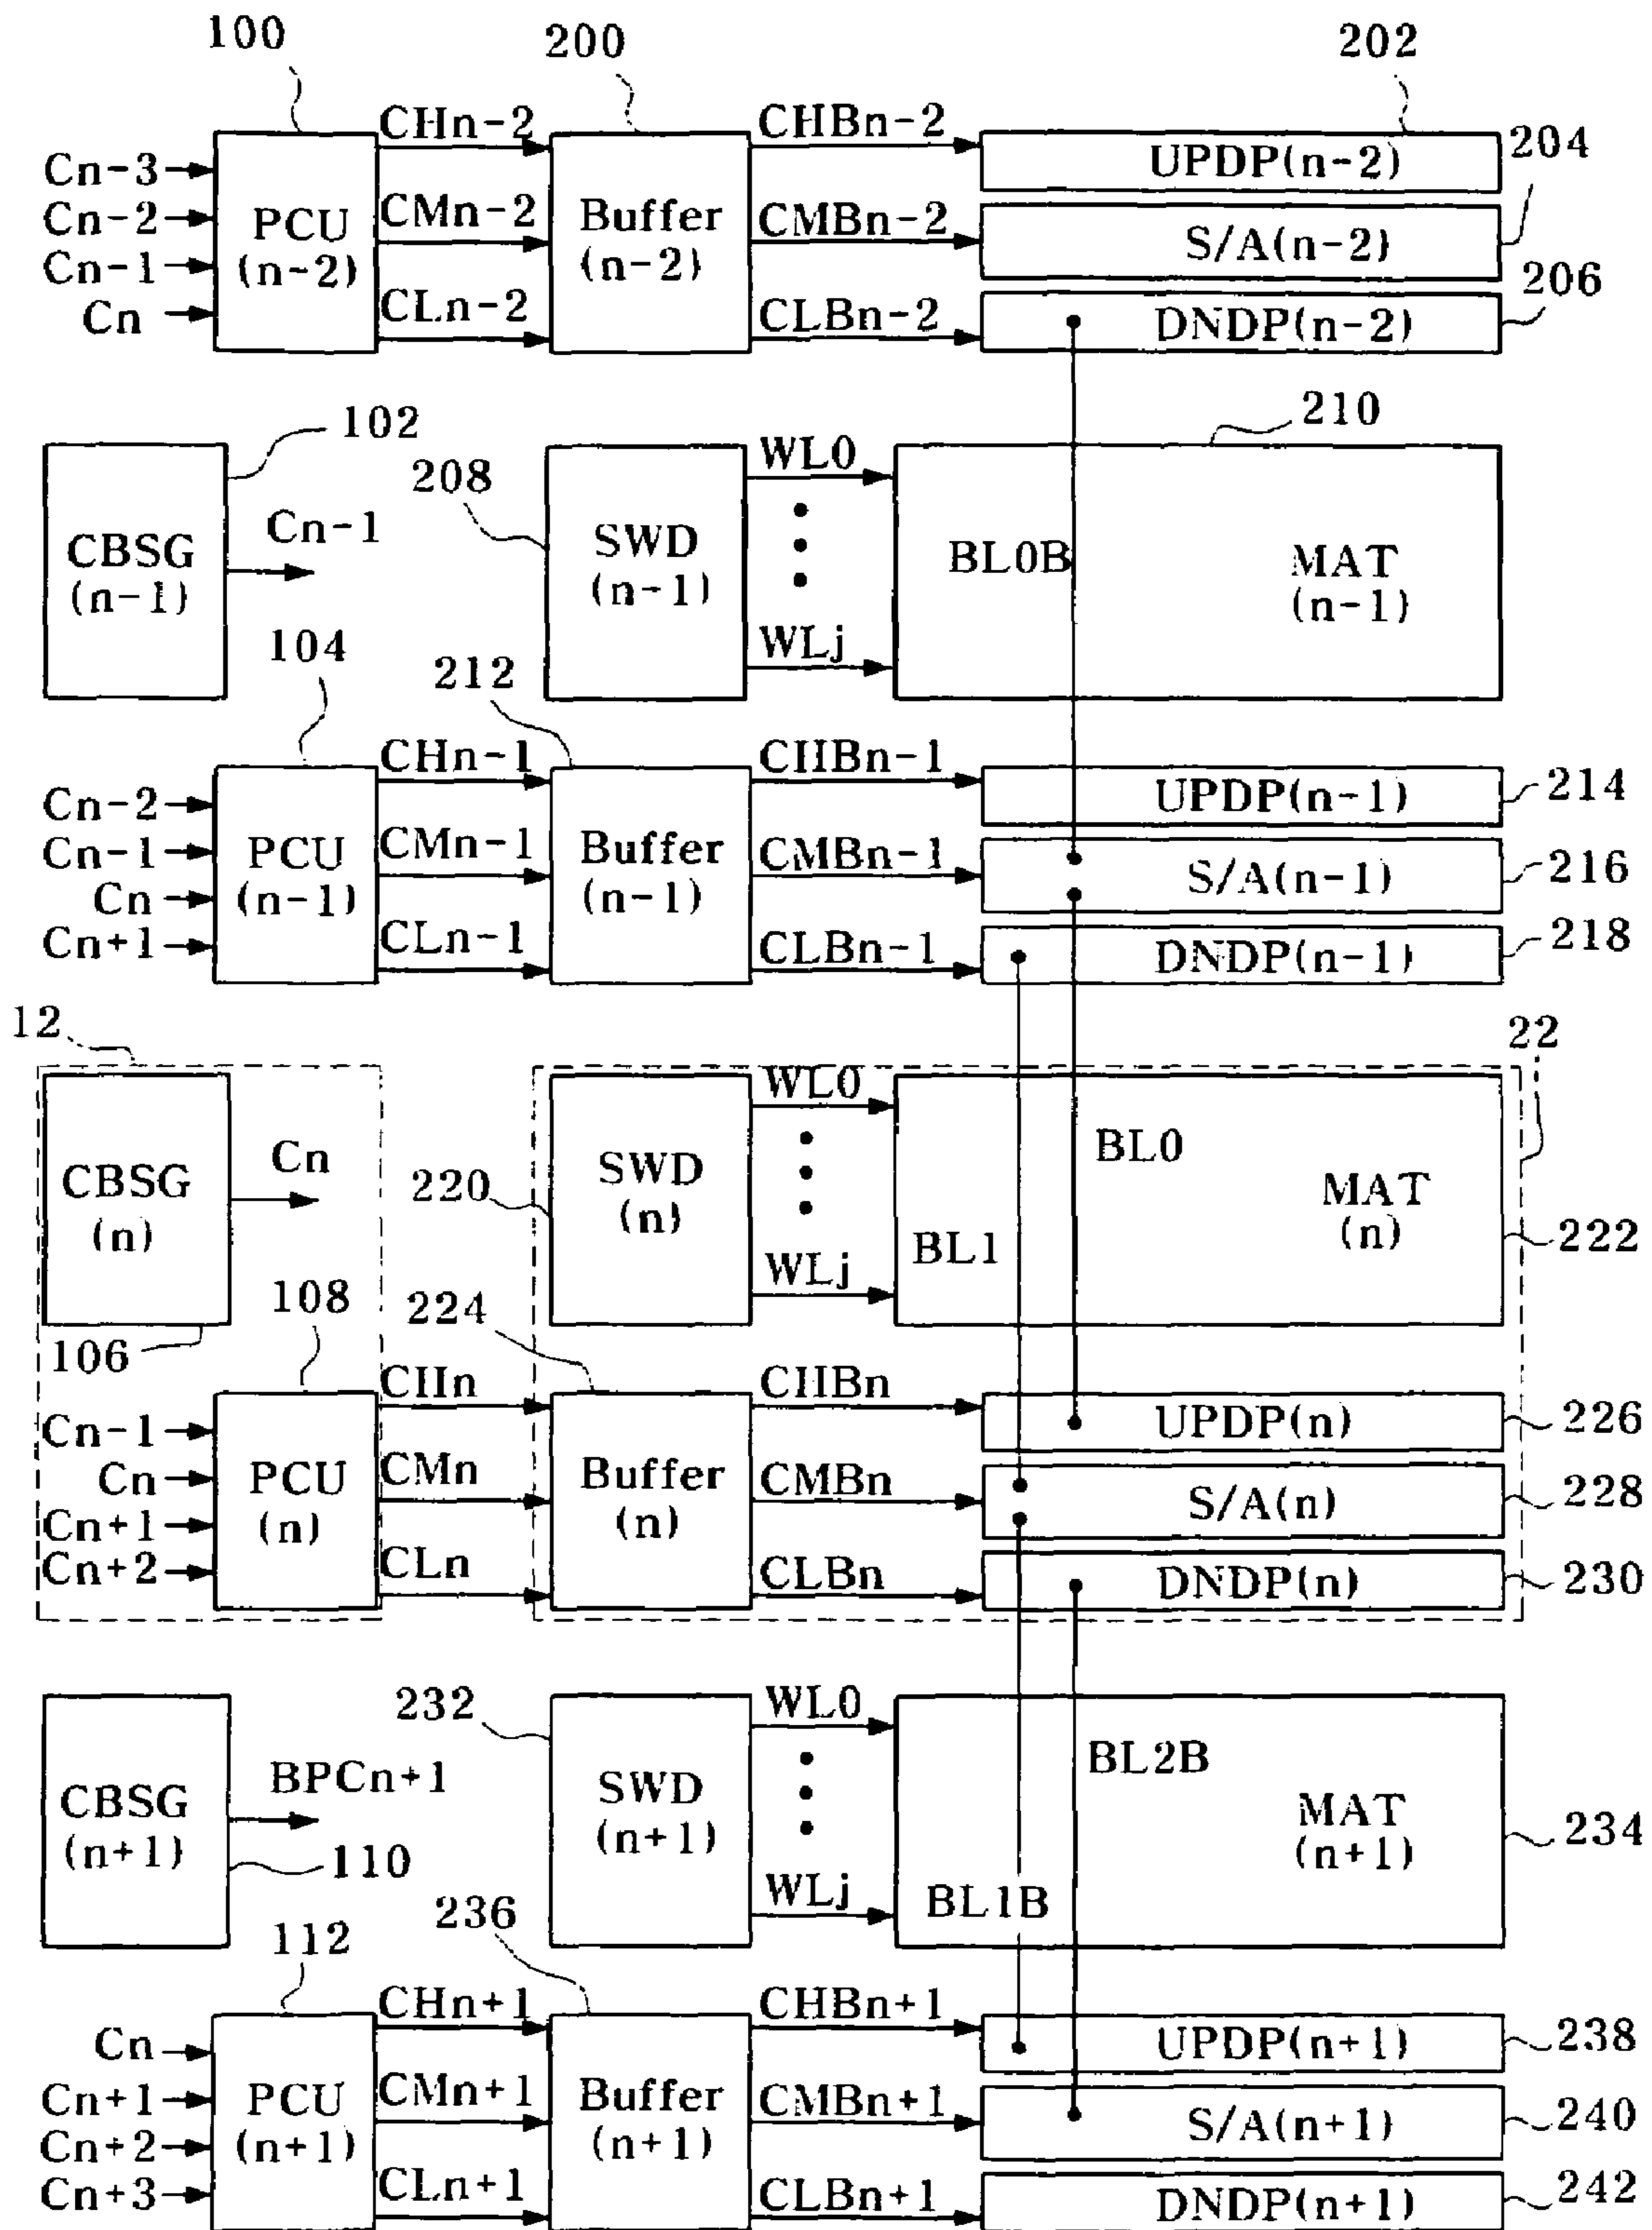 100
200
202
CHn-2
CHBn-2
UPDP(n-2)
204
Cn-3
Cn-2
Cn-1
Cn
PCU
(n-2)
CMn-2
Buffer
(n-2)
CMBn-2
S/A(n-2)
206
CLn-2
CLBn-2
DNDP(n-2)
102
210
208
WL0
CBSG
(n-1)
Cn-1
SWD
(n-1)
BL0B
MAT
(n-1)
WLj
104
212
CHn-1
CHBn-1
UPDP(n-1)
214
Cn-2
Cn-1
Cn
Cn+1
PCU
(n-1)
CMn-1
Buffer
(n-1)
CMBn-1
S/A(n-1)
216
CLn-1
CLBn-1
DNDP(n-1)
218
12
22
WL0
CBSG
(n)
Cn
220
SWD
(n)
BL0
MAT
(n)
222
BL1
WLj
106
108
224
CHn
CHBn
UPDP(n)
226
Cn-1
Cn
Cn+1
Cn+2
PCU
(n)
CMn
Buffer
(n)
CMBn
S/A(n)
228
CLn
CLBn
DNDP(n)
230
232
WL0
CBSG
(n+1)
BPCn+1
110
SWD
(n+1)
BL2B
MAT
(n+1)
234
WLj
BL1B
112
236
CHn+1
CHBn+1
UPDP(n+1)
238
Cn
Cn+1
Cn+2
Cn+3
PCU
(n+1)
CMn+1
Buffer
(n+1)
CMBn+1
S/A(n+1)
240
CLn+1
CLBn+1
DNDP(n+1)
242